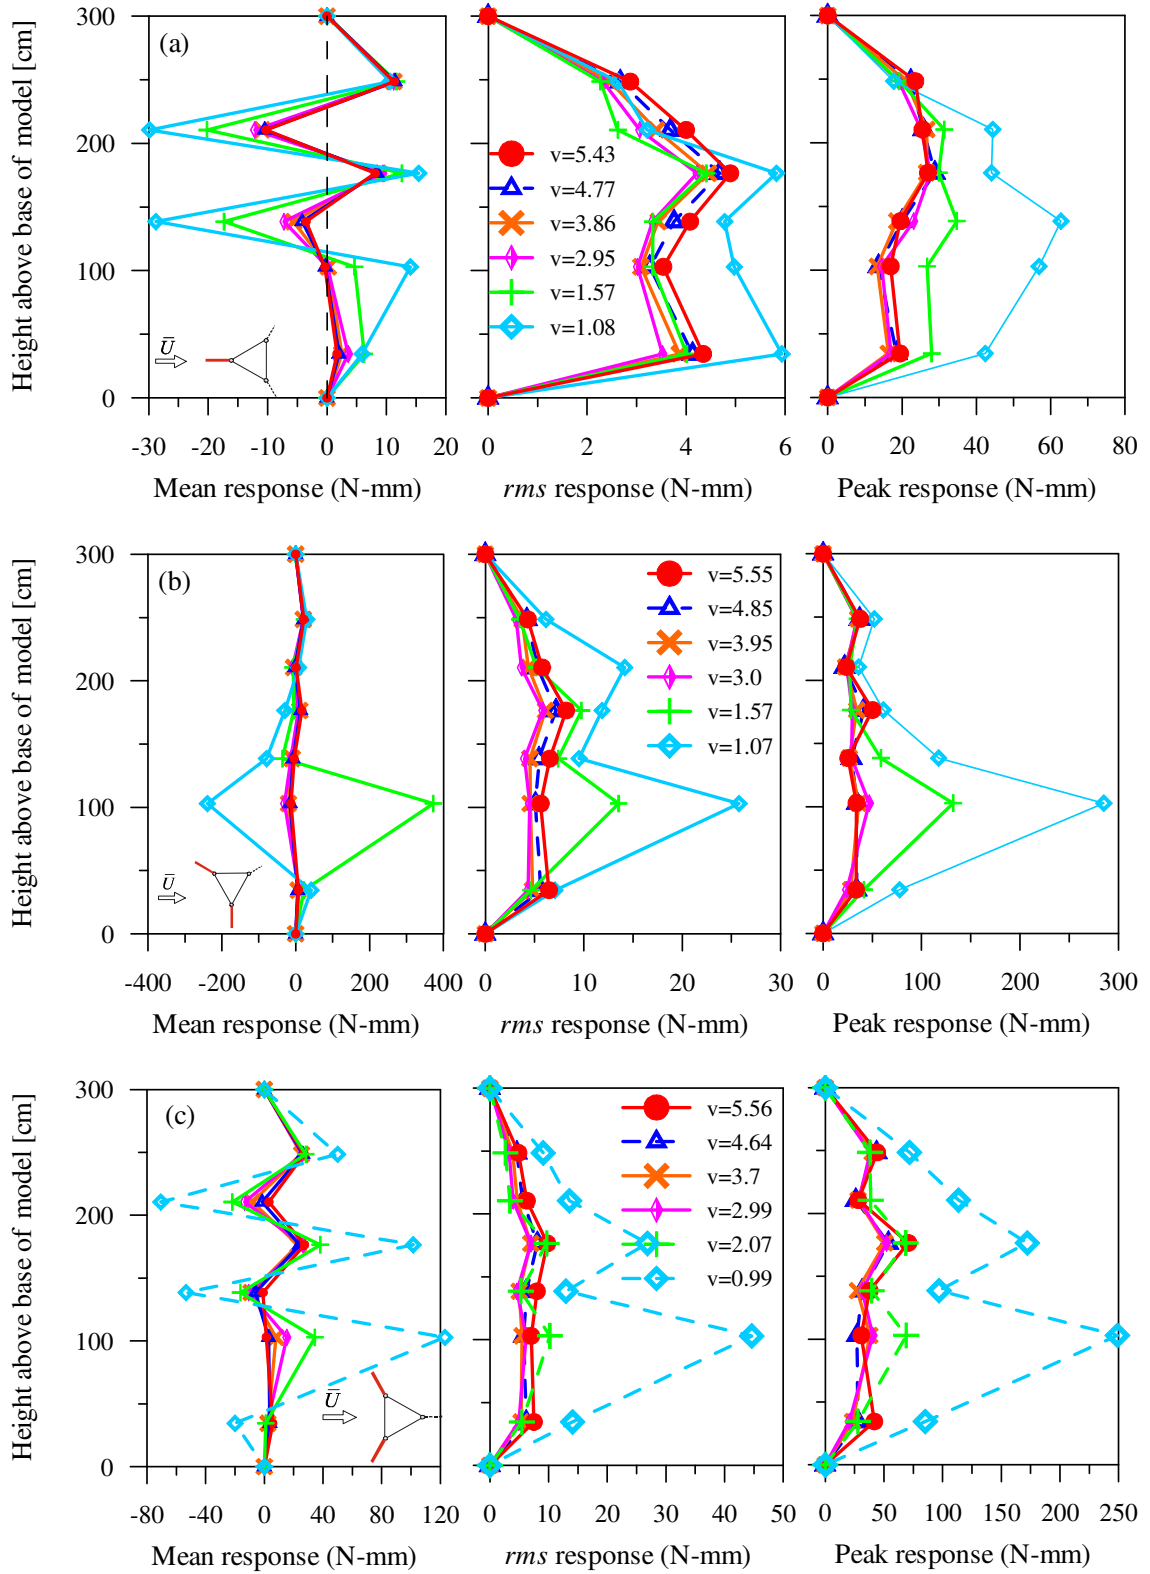 Height above base of model [cm]
300
200
100
0
(a)
Ū
-30 -20 -10 0 10 20
Mean response (N-mm)
v=5.43
v=4.77
v=3.86
v=2.95
v=1.57
v=1.08
0 2 4 6
rms response (N-mm)
0 20 40 60 80
Peak response (N-mm)
Height above base of model [cm]
300
200
100
0
(b)
Ū
-400 -200 0 200 400
Mean response (N-mm)
v=5.55
v=4.85
v=3.95
v=3.0
v=1.57
v=1.07
0 10 20 30
rms response (N-mm)
0 100 200 300
Peak response (N-mm)
Height above base of model [cm]
300
200
100
0
(c)
Ū
-80 -40 0 40 80 120
Mean response (N-mm)
v=5.56
v=4.64
v=3.7
v=2.99
v=2.07
v=0.99
0 10 20 30 40 50
rms response (N-mm)
0 50 100 150 200 250
Peak response (N-mm)